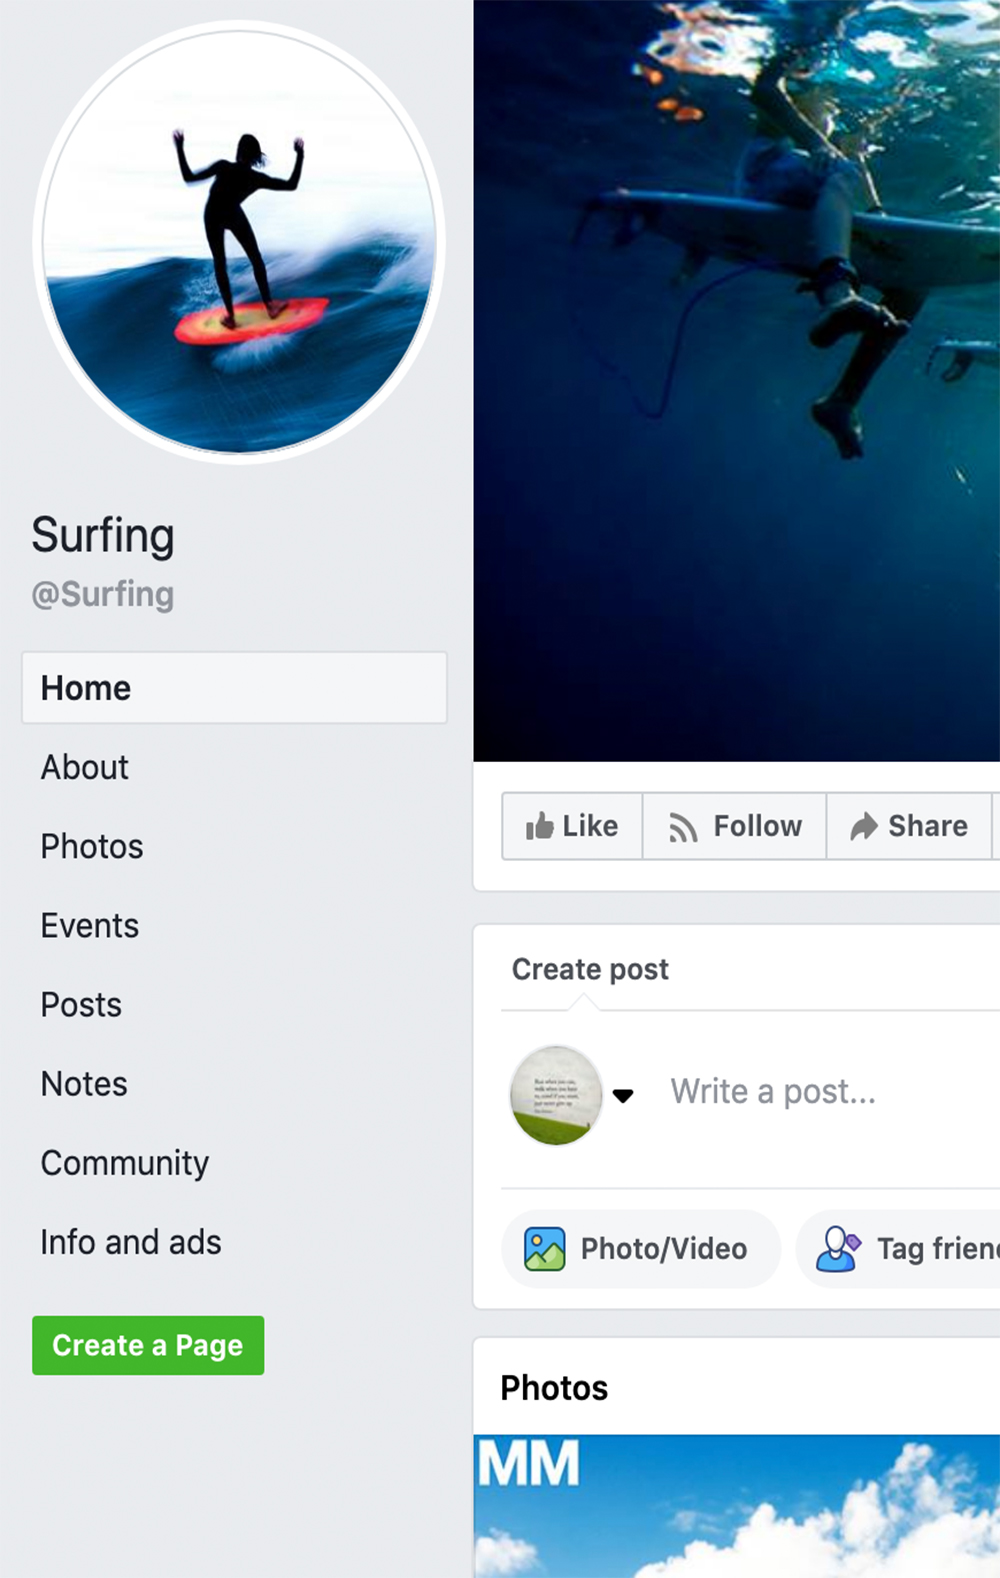 Surfing
@Surfing
Home
About
Photos
Events
Posts
Notes
Community
Info and ads
Create a Page
Like
Follow
Share
Create post
Write a post...
Photo/Video
Tag frien
Photos
MM